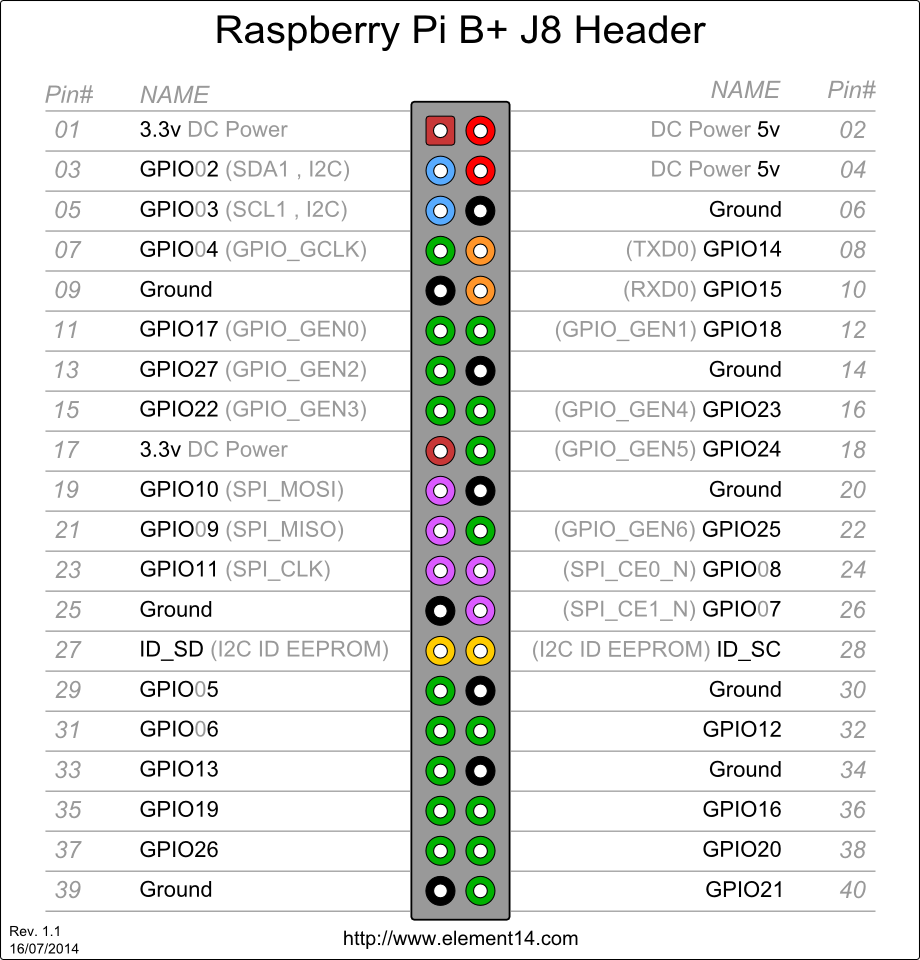 Raspberry Pi B+ J8 Header
Pin# NAME NAME Pin#
01 3.3v DC Power DC Power 5v 02
03 GPIO02 (SDA1 , I2C) DC Power 5v 04
05 GPIO03 (SCL1 , I2C) Ground 06
07 GPIO04 (GPIO_GCLK) (TXD0) GPIO14 08
09 Ground (RXD0) GPIO15 10
11 GPIO17 (GPIO_GEN0) (GPIO_GEN1) GPIO18 12
13 GPIO27 (GPIO_GEN2) Ground 14
15 GPIO22 (GPIO_GEN3) (GPIO_GEN4) GPIO23 16
17 3.3v DC Power (GPIO_GEN5) GPIO24 18
19 GPIO10 (SPI_MOSI) Ground 20
21 GPIO09 (SPI_MISO) (GPIO_GEN6) GPIO25 22
23 GPIO11 (SPI_CLK) (SPI_CE0_N) GPIO08 24
25 Ground (SPI_CE1_N) GPIO07 26
27 ID_SD (I2C ID EEPROM) (I2C ID EEPROM) ID_SC 28
29 GPIO05 Ground 30
31 GPIO06 GPIO12 32
33 GPIO13 Ground 34
35 GPIO19 GPIO16 36
37 GPIO26 GPIO20 38
39 Ground GPIO21 40
Rev. 1.1
16/07/2014
http://www.element14.com